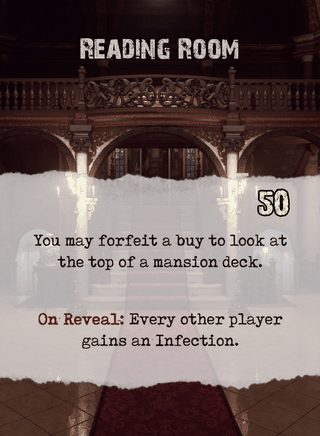 READING ROOM
50
You may forfeit a buy to look at
the top of a mansion deck.
On Reveal: Every other player
gains an Infection.